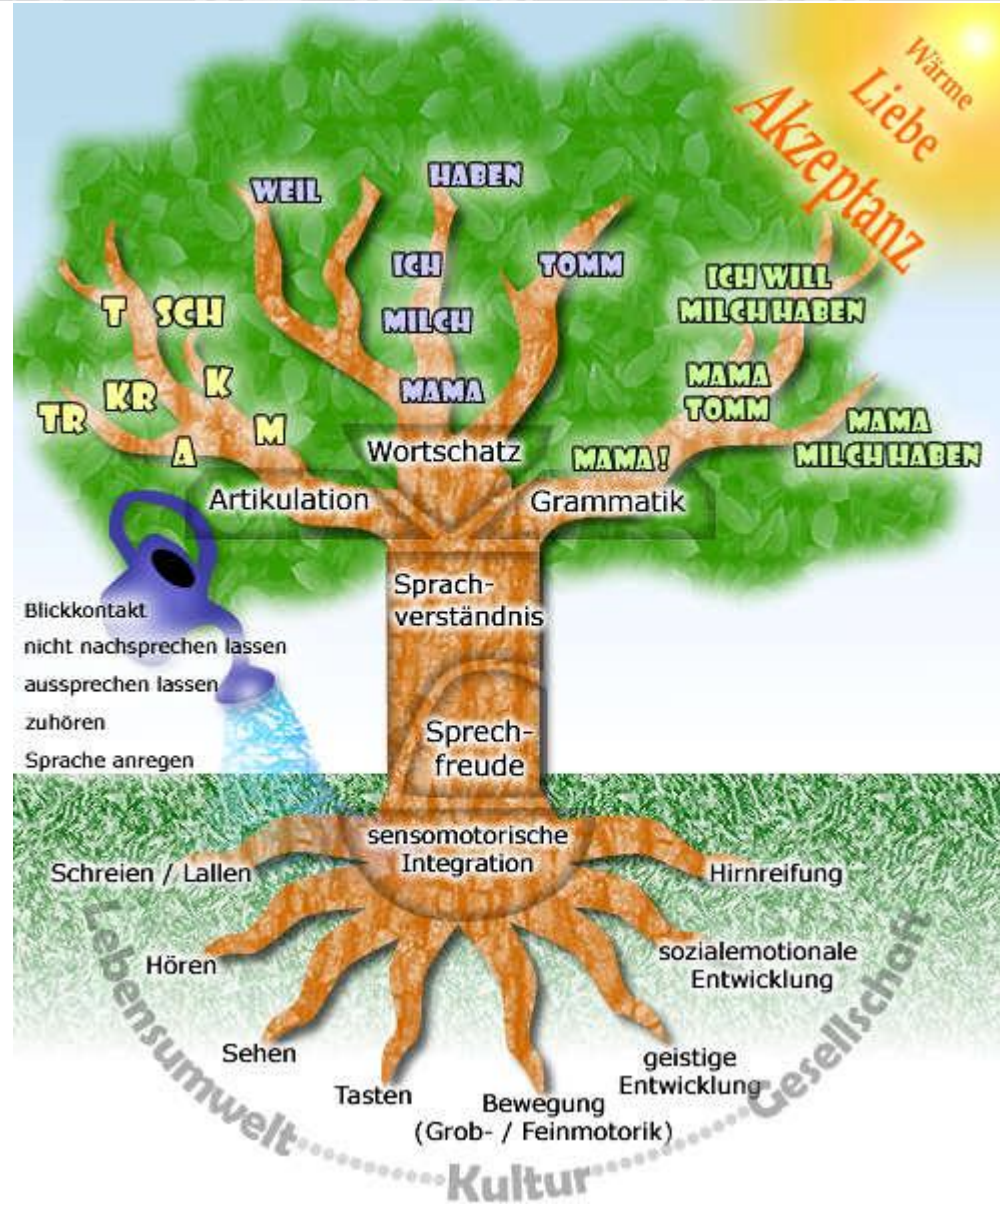 Wärme
Liebe
Akzeptanz
WEIL
HABEN
ICH
TOMM
MILCH
MAMA
T SCH
KR
K
TR
A
M
ICH WILL
MILCH HABEN
MAMA
TOMM
MAMA
MILCH HABEN
MAMA !
Wortschatz
Artikulation
Grammatik
Sprach-
verständnis
Sprech-
freude
Blickkontakt
nicht nachsprechen lassen
aussprechen lassen
zuhören
Sprache anregen
sensomotorische
Integration
Schreien / Lallen
Hören
Sehen
Tasten
Bewegung
(Grob- / Feinmotorik)
geistige
Entwicklung
sozialemotionale
Entwicklung
Hirnreifung
Lebensumwelt
Kultur
Gesellschaft